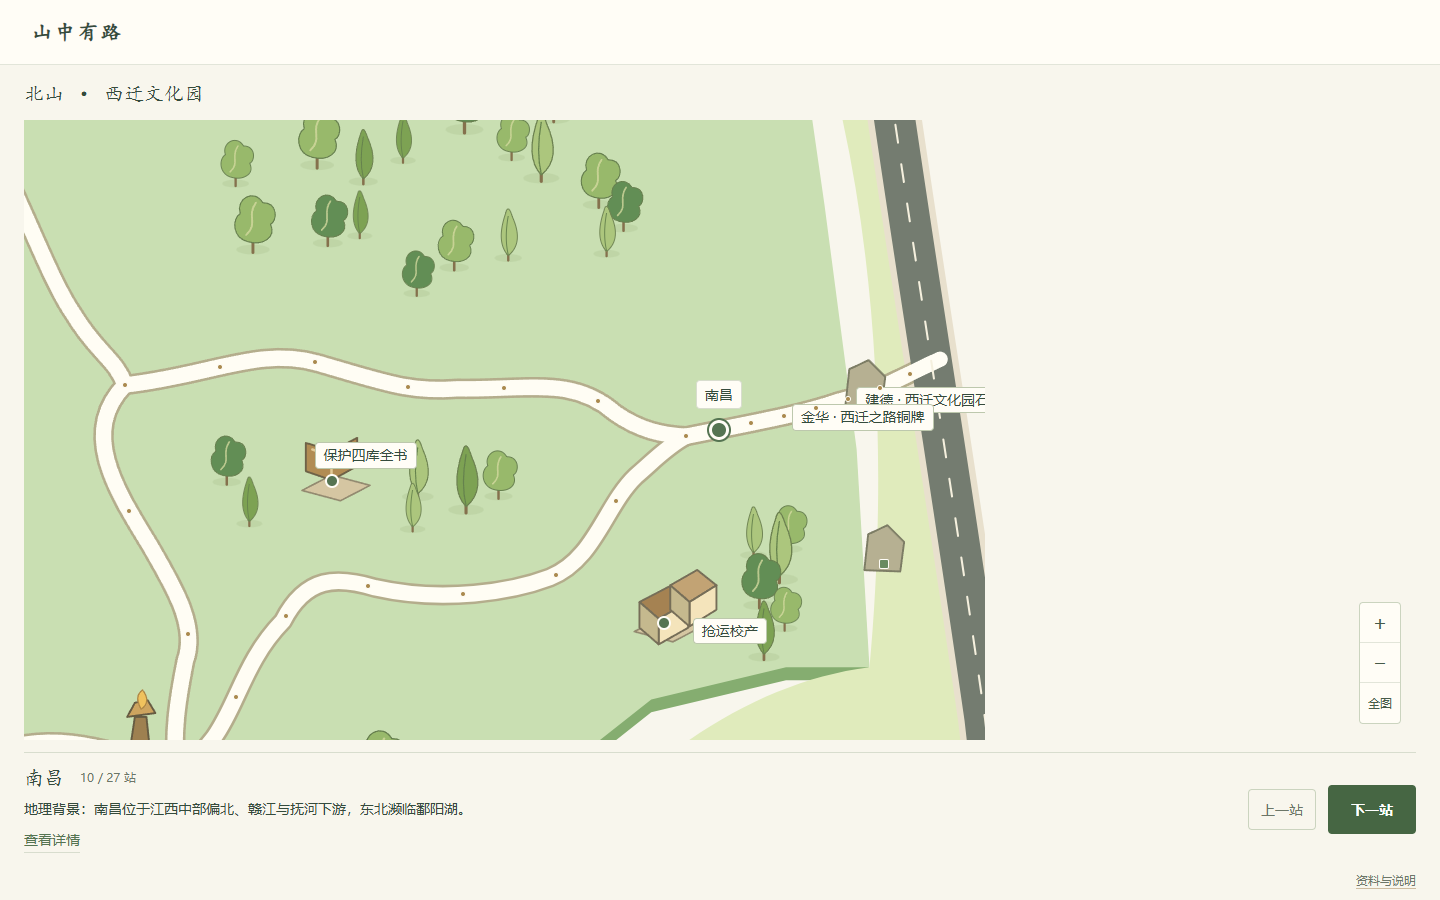 山中有路
北山 • 西迁文化园
南昌
建德 · 西迁文化园石
金华 · 西迁之路铜牌
保护四库全书
抢运校产
+
−
全图
南昌 10 / 27 站
地理背景：南昌位于江西中部偏北、赣江与抚河下游，东北濒临鄱阳湖。
查看详情
上一站
下一站
资料与说明